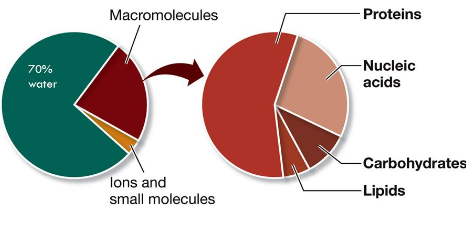 Macromolecules
70%
water
Ions and
small molecules
Proteins
Nucleic
acids
Carbohydrates
Lipids